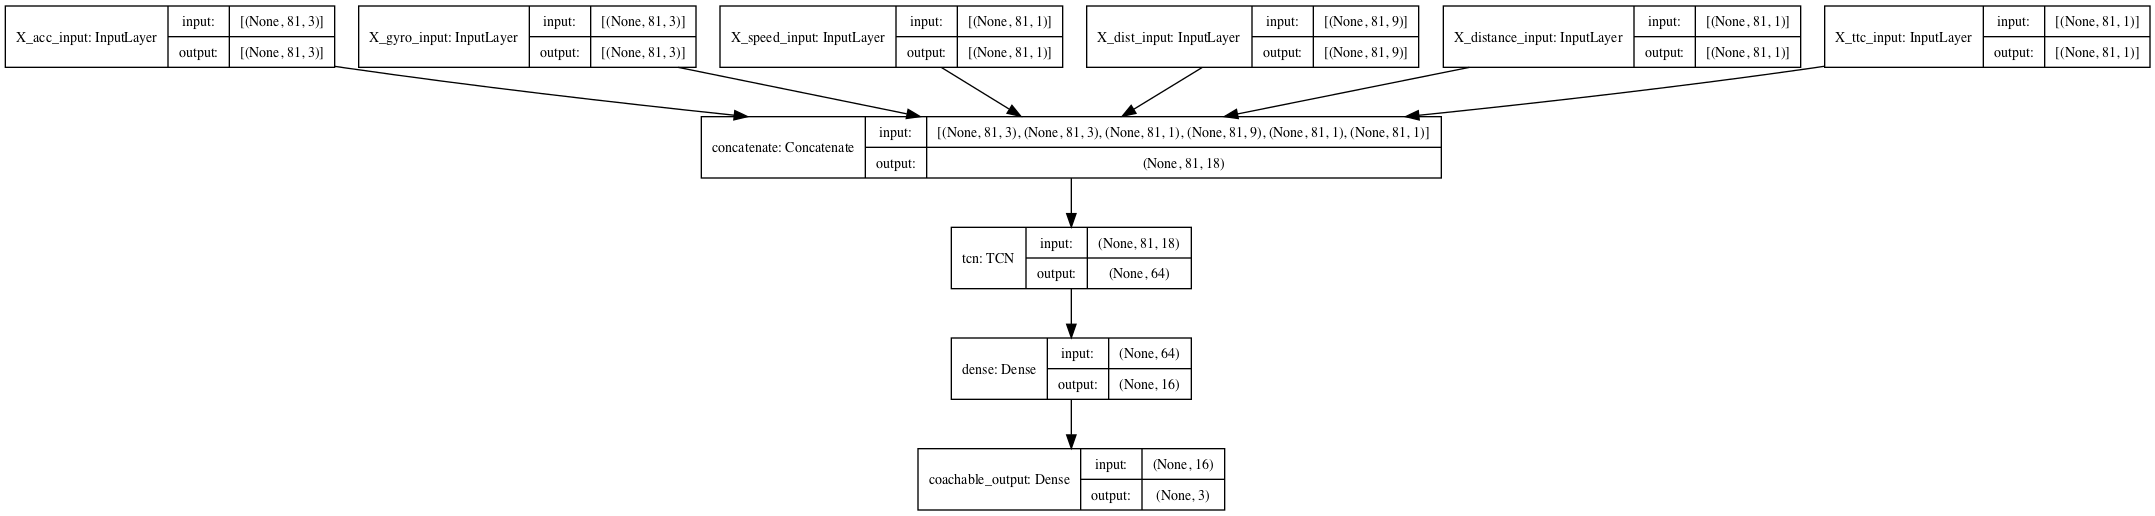 X_acc_input: InputLayer
input:
[(None, 81, 3)]
output:
[(None, 81, 3)]
X_gyro_input: InputLayer
input:
[(None, 81, 3)]
output:
[(None, 81, 3)]
X_speed_input: InputLayer
input:
[(None, 81, 1)]
output:
[(None, 81, 1)]
X_dist_input: InputLayer
input:
[(None, 81, 9)]
output:
[(None, 81, 9)]
X_distance_input: InputLayer
input:
[(None, 81, 1)]
output:
[(None, 81, 1)]
X_ttc_input: InputLayer
input:
[(None, 81, 1)]
output:
[(None, 81, 1)]
concatenate: Concatenate
input:
[(None, 81, 3), (None, 81, 3), (None, 81, 1), (None, 81, 9), (None, 81, 1), (None, 81, 1)]
output:
(None, 81, 18)
tcn: TCN
input:
(None, 81, 18)
output:
(None, 64)
dense: Dense
input:
(None, 64)
output:
(None, 16)
coachable_output: Dense
input:
(None, 16)
output:
(None, 3)